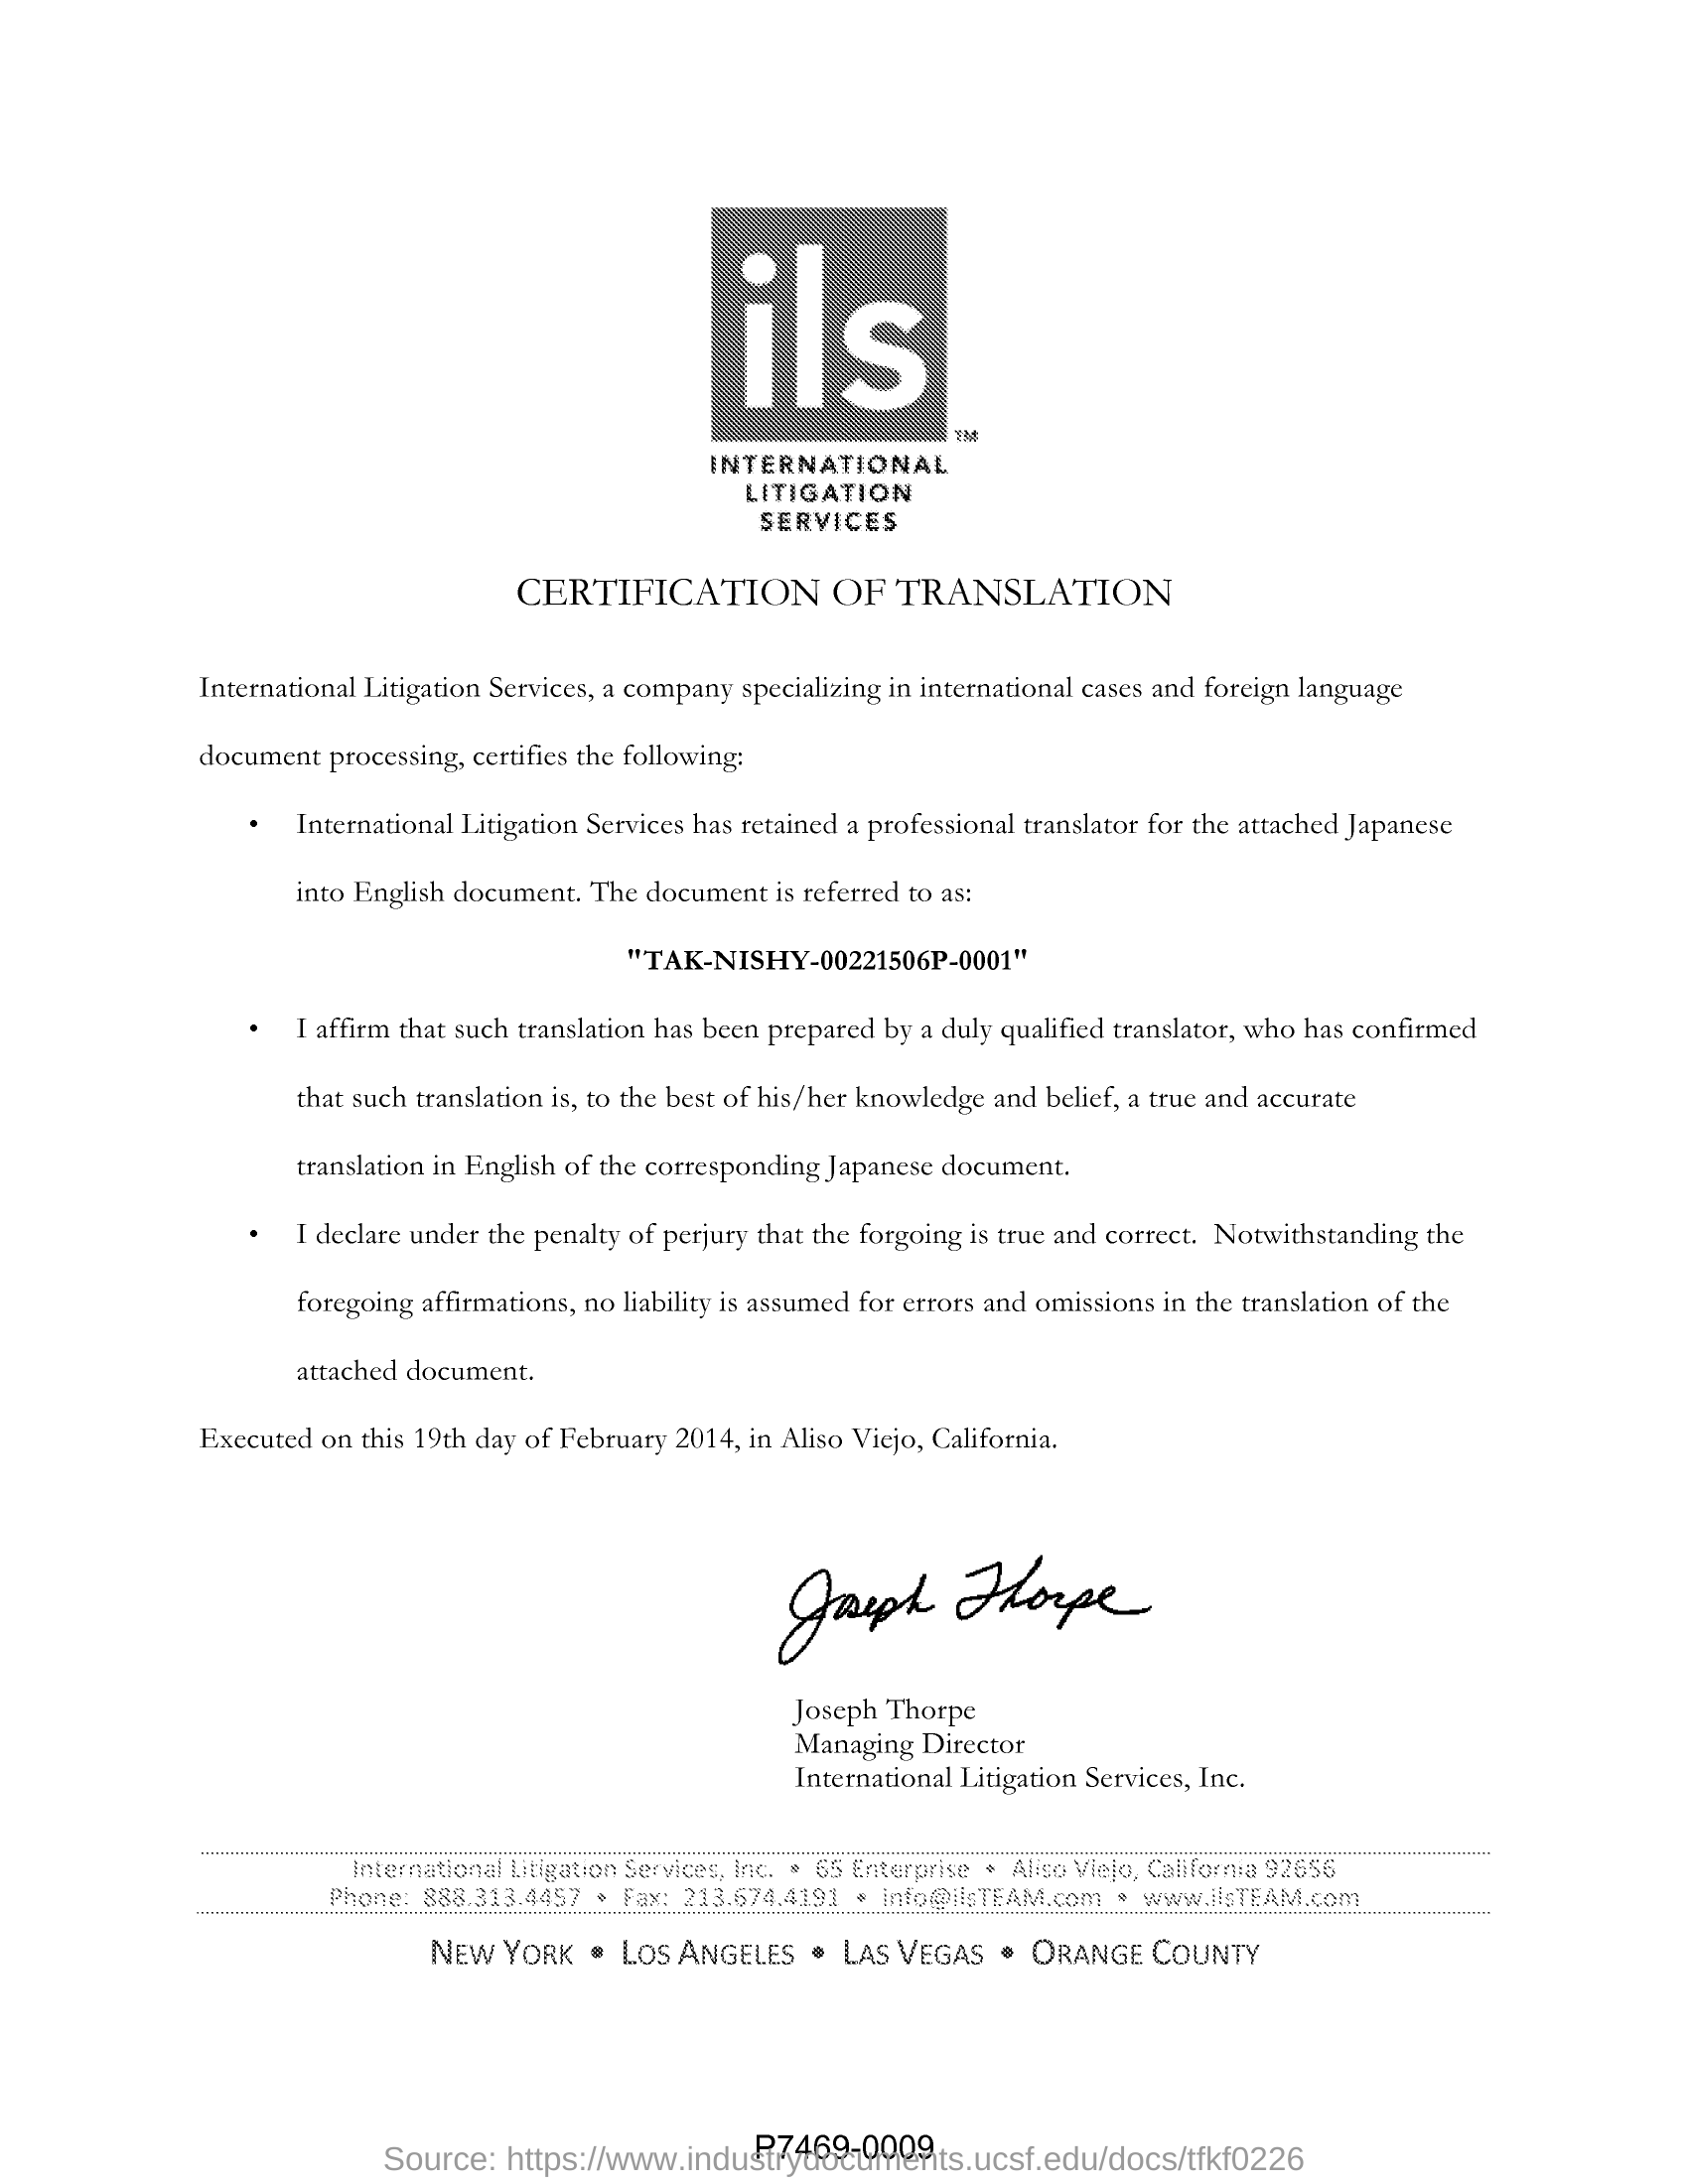 ils
TM
INTERNATIONAL
LITIGATION
SERVICES
CERTIFICATION OF TRANSLATION
International Litigation Services, a company specializing in international cases and foreign language
document processing, certifies the following:
• International Litigation Services has retained a professional translator for the attached Japanese
into English document. The document is referred to as:
"TAK-NISHY-00221506P-0001"
• I affirm that such translation has been prepared by a duly qualified translator, who has confirmed
that such translation is, to the best of his/her knowledge and belief, a true and accurate
translation in English of the corresponding Japanese document.
• I declare under the penalty of perjury that the forgoing is true and correct. Notwithstanding the
foregoing affirmations, no liability is assumed for errors and omissions in the translation of the
attached document.
Executed on this 19th day of February 2014, in Aliso Viejo, California.
Joseph Thorpe
Joseph Thorpe
Managing Director
International Litigation Services, Inc.
International Litigation Services, Inc. • 65 Enterprise • Aliso Viejo, California 92656
Phone: 888.313.4457 • Fax: 213.674.4191 • info@ilsTEAM.com • www.ilsTEAM.com
NEW YORK • LOS ANGELES • LAS VEGAS • ORANGE COUNTY
P7469-0009
Source: https://www.industrydocuments.ucsf.edu/docs/tfkf0226